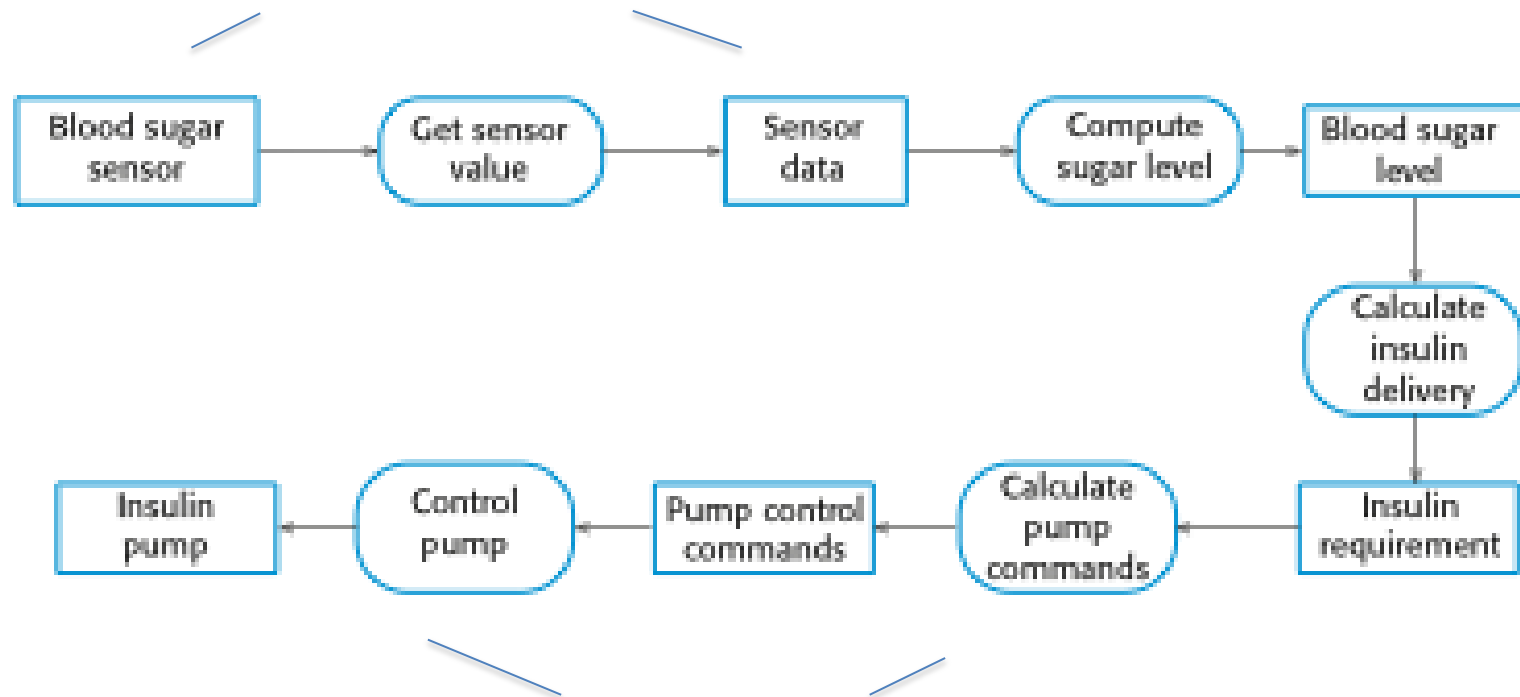 Blood sugar
sensor
Get sensor
value
Sensor
data
Compute
sugar level
Blood sugar
level
Calculate
insulin
delivery
Insulin
requirement
Calculate
pump
commands
Pump control
commands
Control
pump
Insulin
pump